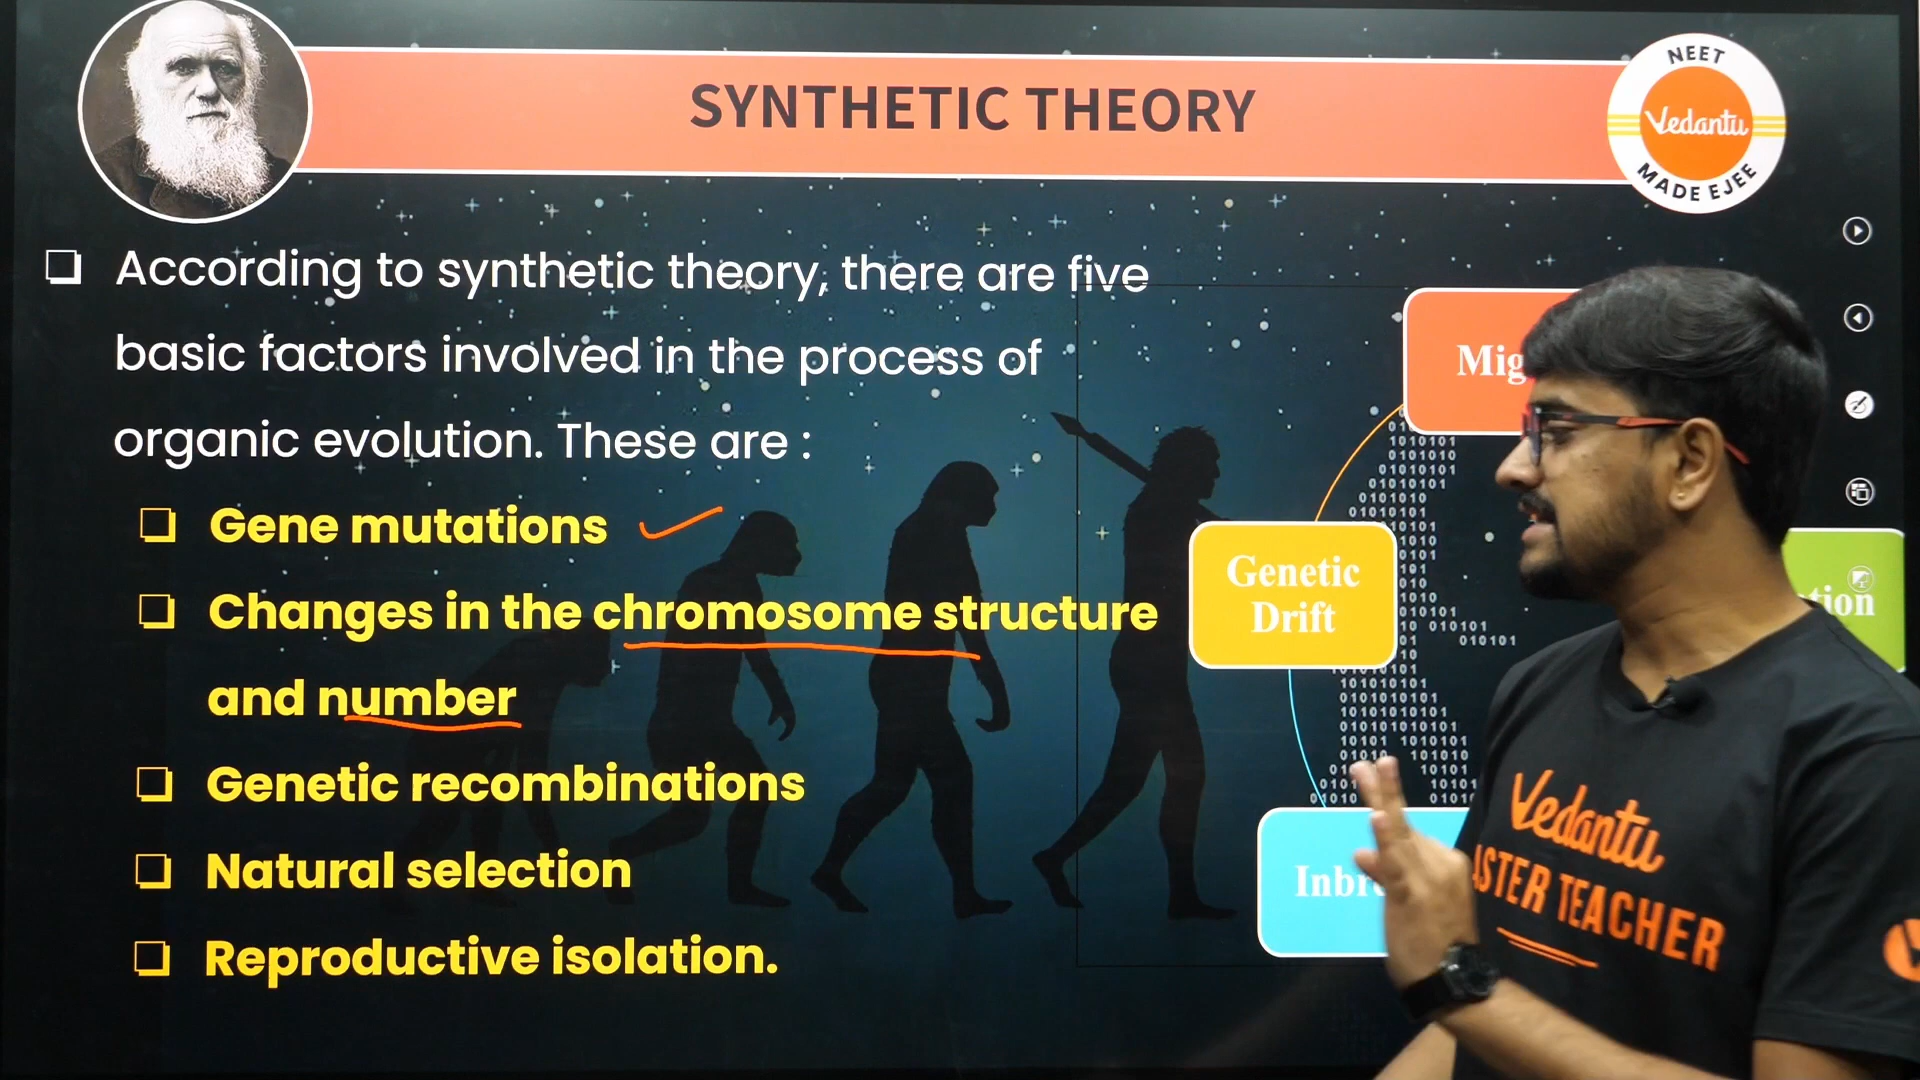 SYNTHETIC THEORY
NEET
Vedantu
MADE EJEE
According to synthetic theory, there are five
basic factors involved in the process of
organic evolution. These are :
Gene mutations
Changes in the chromosome structure
and number
Genetic recombinations
Natural selection
Reproductive isolation.
Genetic
Drift
Vedantu
TEACHER